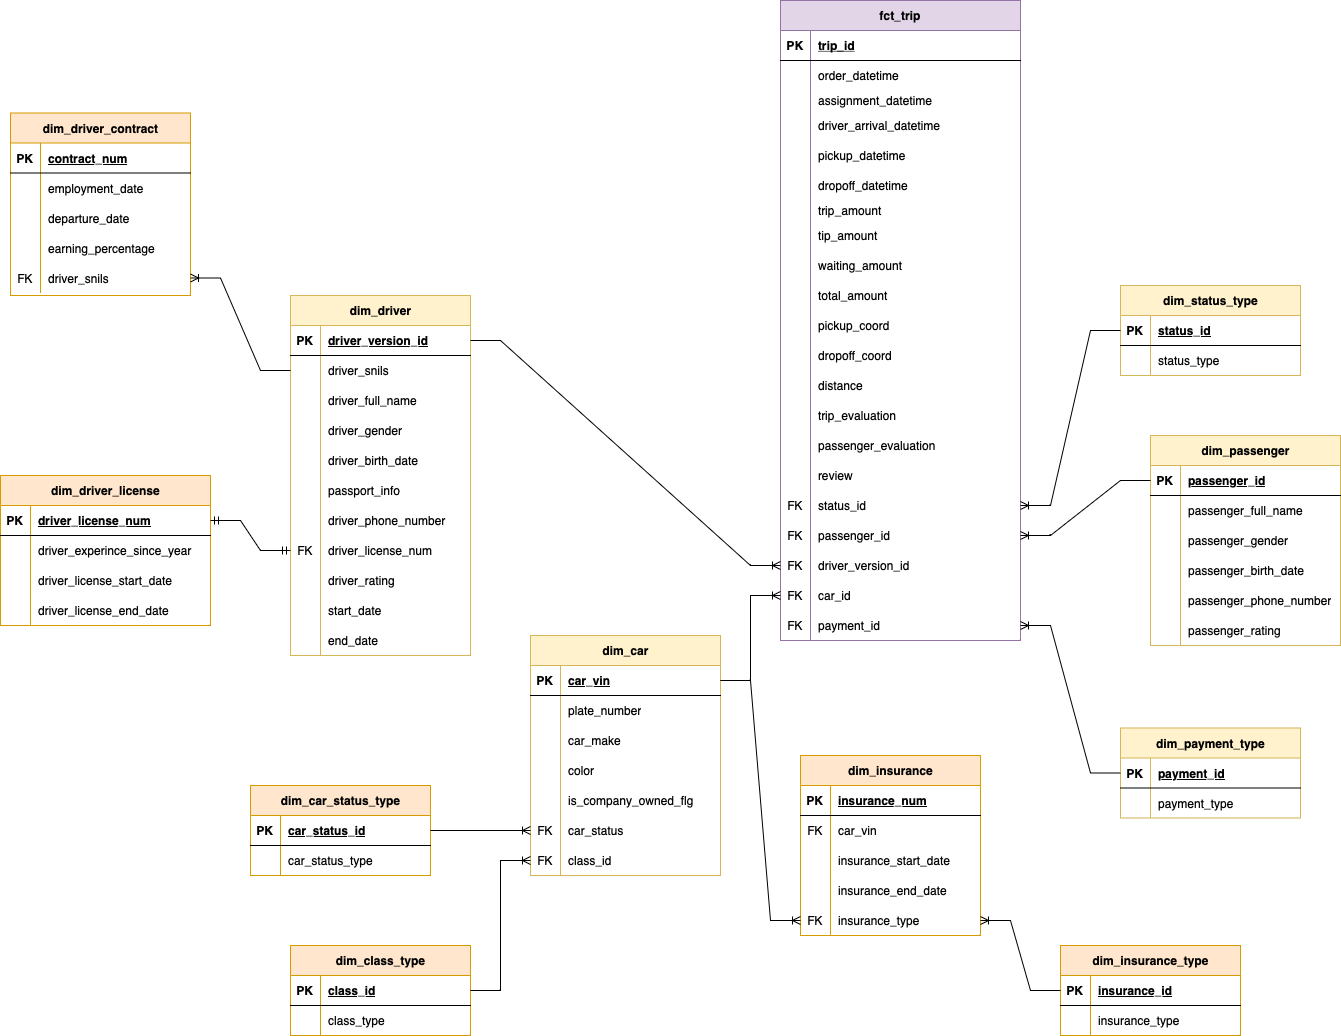 fct_trip
PK trip_id
order_datetime
assignment_datetime
driver_arrival_datetime
pickup_datetime
dropoff_datetime
trip_amount
tip_amount
waiting_amount
total_amount
pickup_coord
dropoff_coord
distance
trip_evaluation
passenger_evaluation
review
FK status_id
FK passenger_id
FK driver_version_id
FK car_id
FK payment_id
dim_driver_contract
PK contract_num
employment_date
departure_date
earning_percentage
FK driver_snils
dim_driver
PK driver_version_id
driver_snils
driver_full_name
driver_gender
driver_birth_date
passport_info
driver_phone_number
FK driver_license_num
driver_rating
start_date
end_date
dim_status_type
PK status_id
status_type
dim_passenger
PK passenger_id
passenger_full_name
passenger_gender
passenger_birth_date
passenger_phone_number
passenger_rating
dim_driver_license
PK driver_license_num
driver_experince_since_year
driver_license_start_date
driver_license_end_date
dim_car
PK car_vin
plate_number
car_make
color
is_company_owned_flg
FK car_status
FK class_id
dim_payment_type
PK payment_id
payment_type
dim_insurance
PK insurance_num
FK car_vin
insurance_start_date
insurance_end_date
FK insurance_type
dim_car_status_type
PK car_status_id
car_status_type
dim_class_type
PK class_id
class_type
dim_insurance_type
PK insurance_id
insurance_type